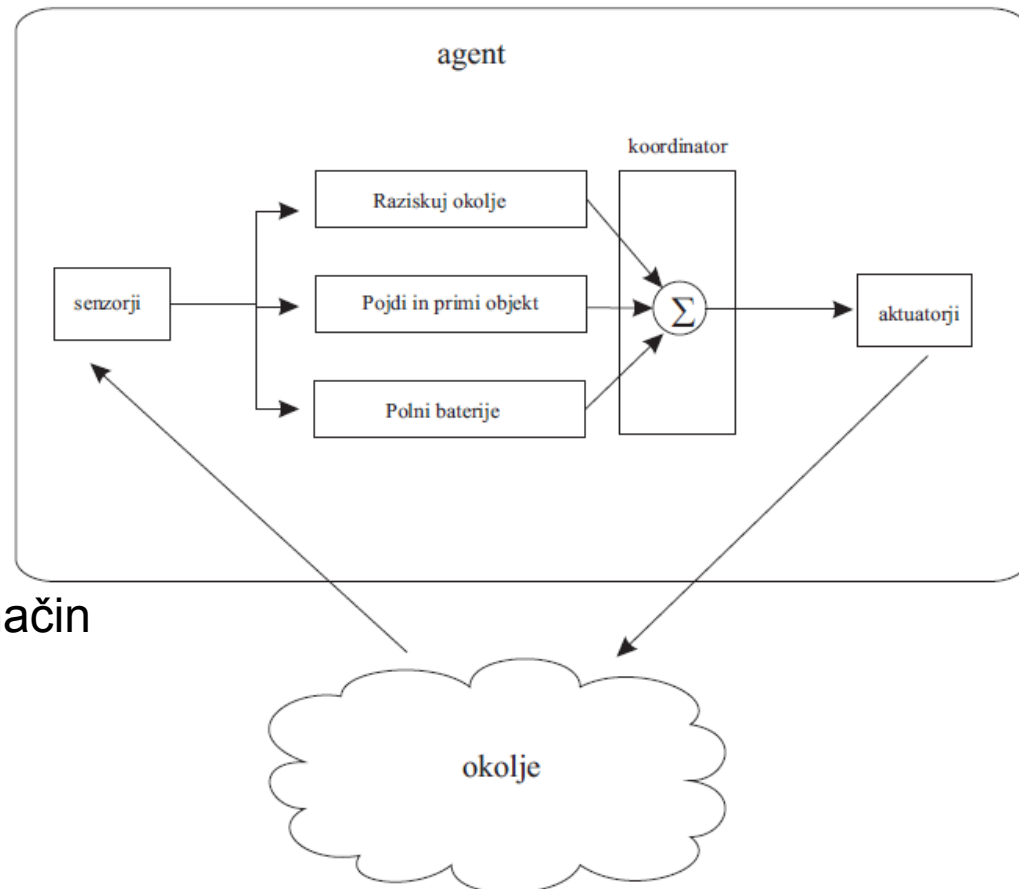 agent
koordinator
Raziskuj okolje
senzorji
Pojdi in primi objekt
Σ
aktuatorji
Polni baterije
ačin
okolje